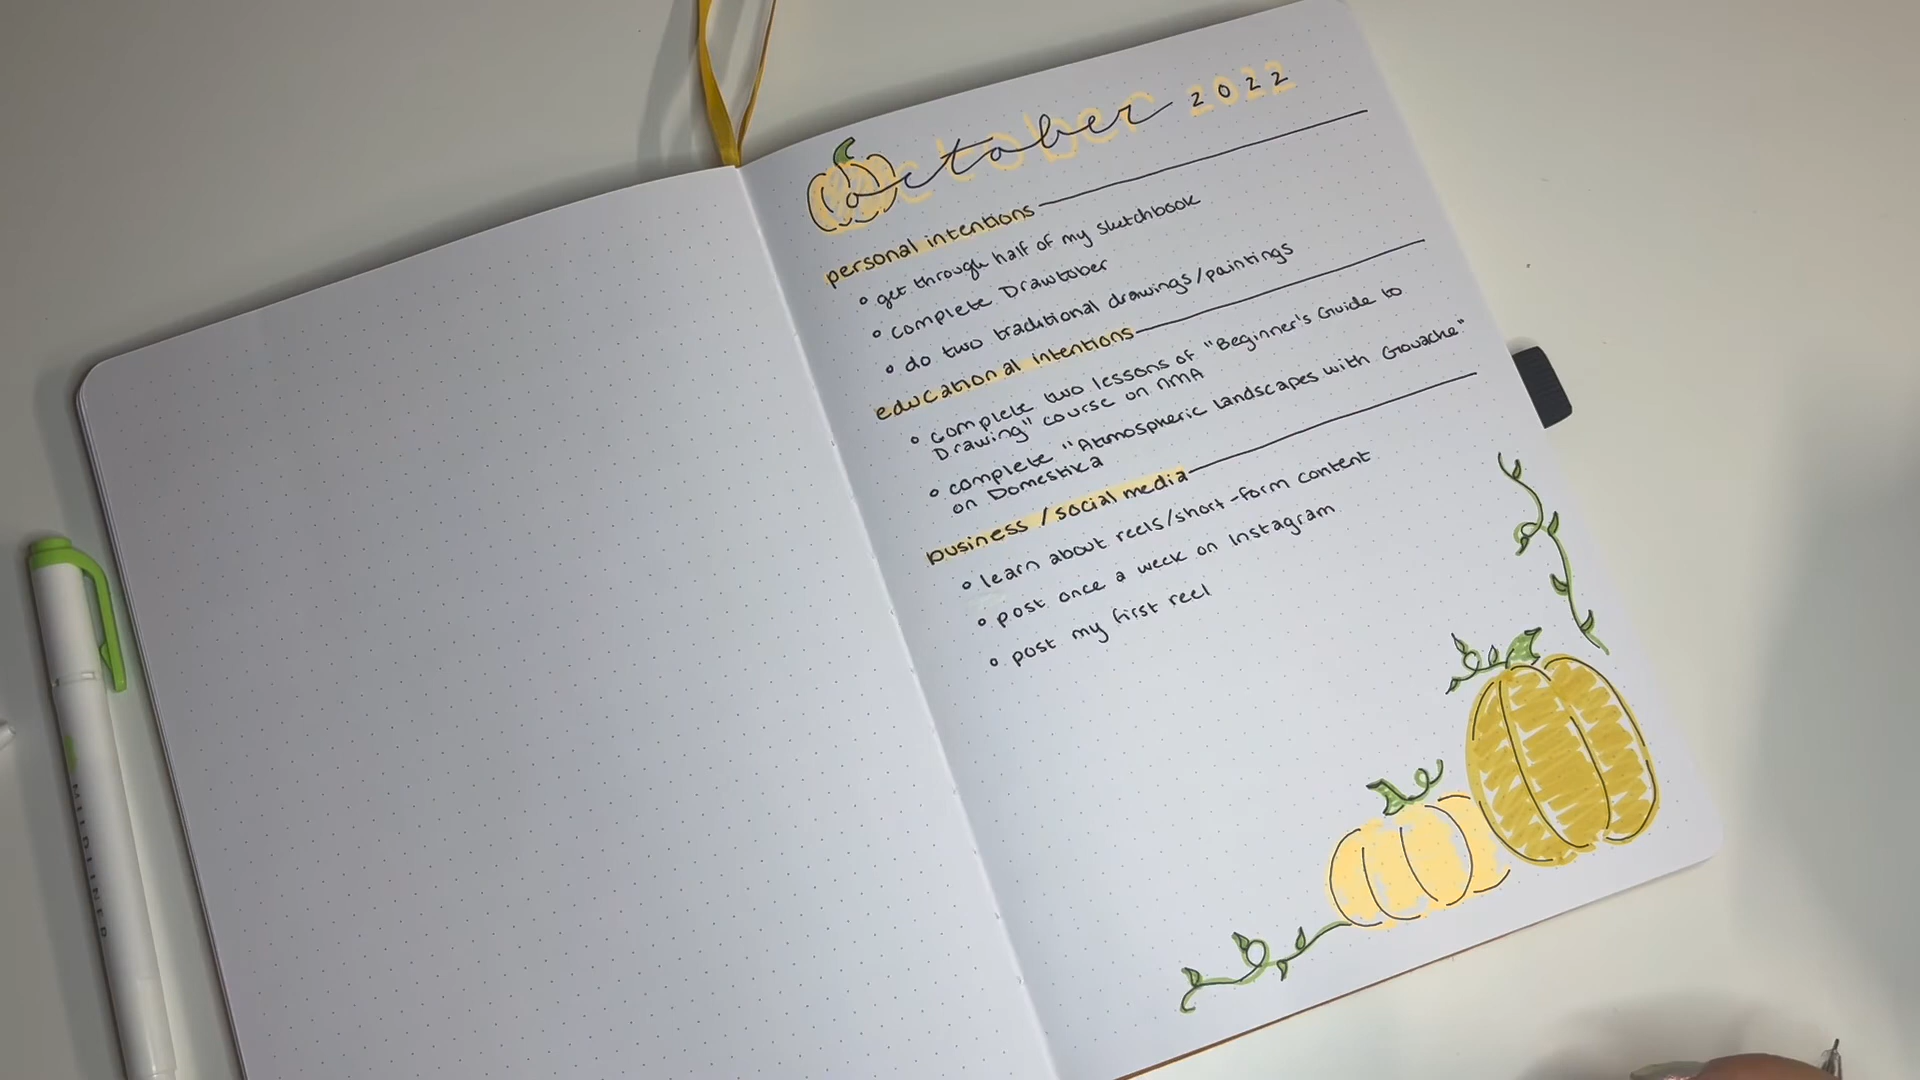 october 2022
personal intentions
get through half of my sketchbook
complete Drawtober
do two traditional drawings/paintings
educational intentions
complete two lessons of "Beginner's Guide to
Drawing" course on NMA
complete "Atmospheric Landscapes with Gouache"
on Domestika
business / social media
learn about reels/short-form content
post once a week on Instagram
post my first reel
MILDLINER